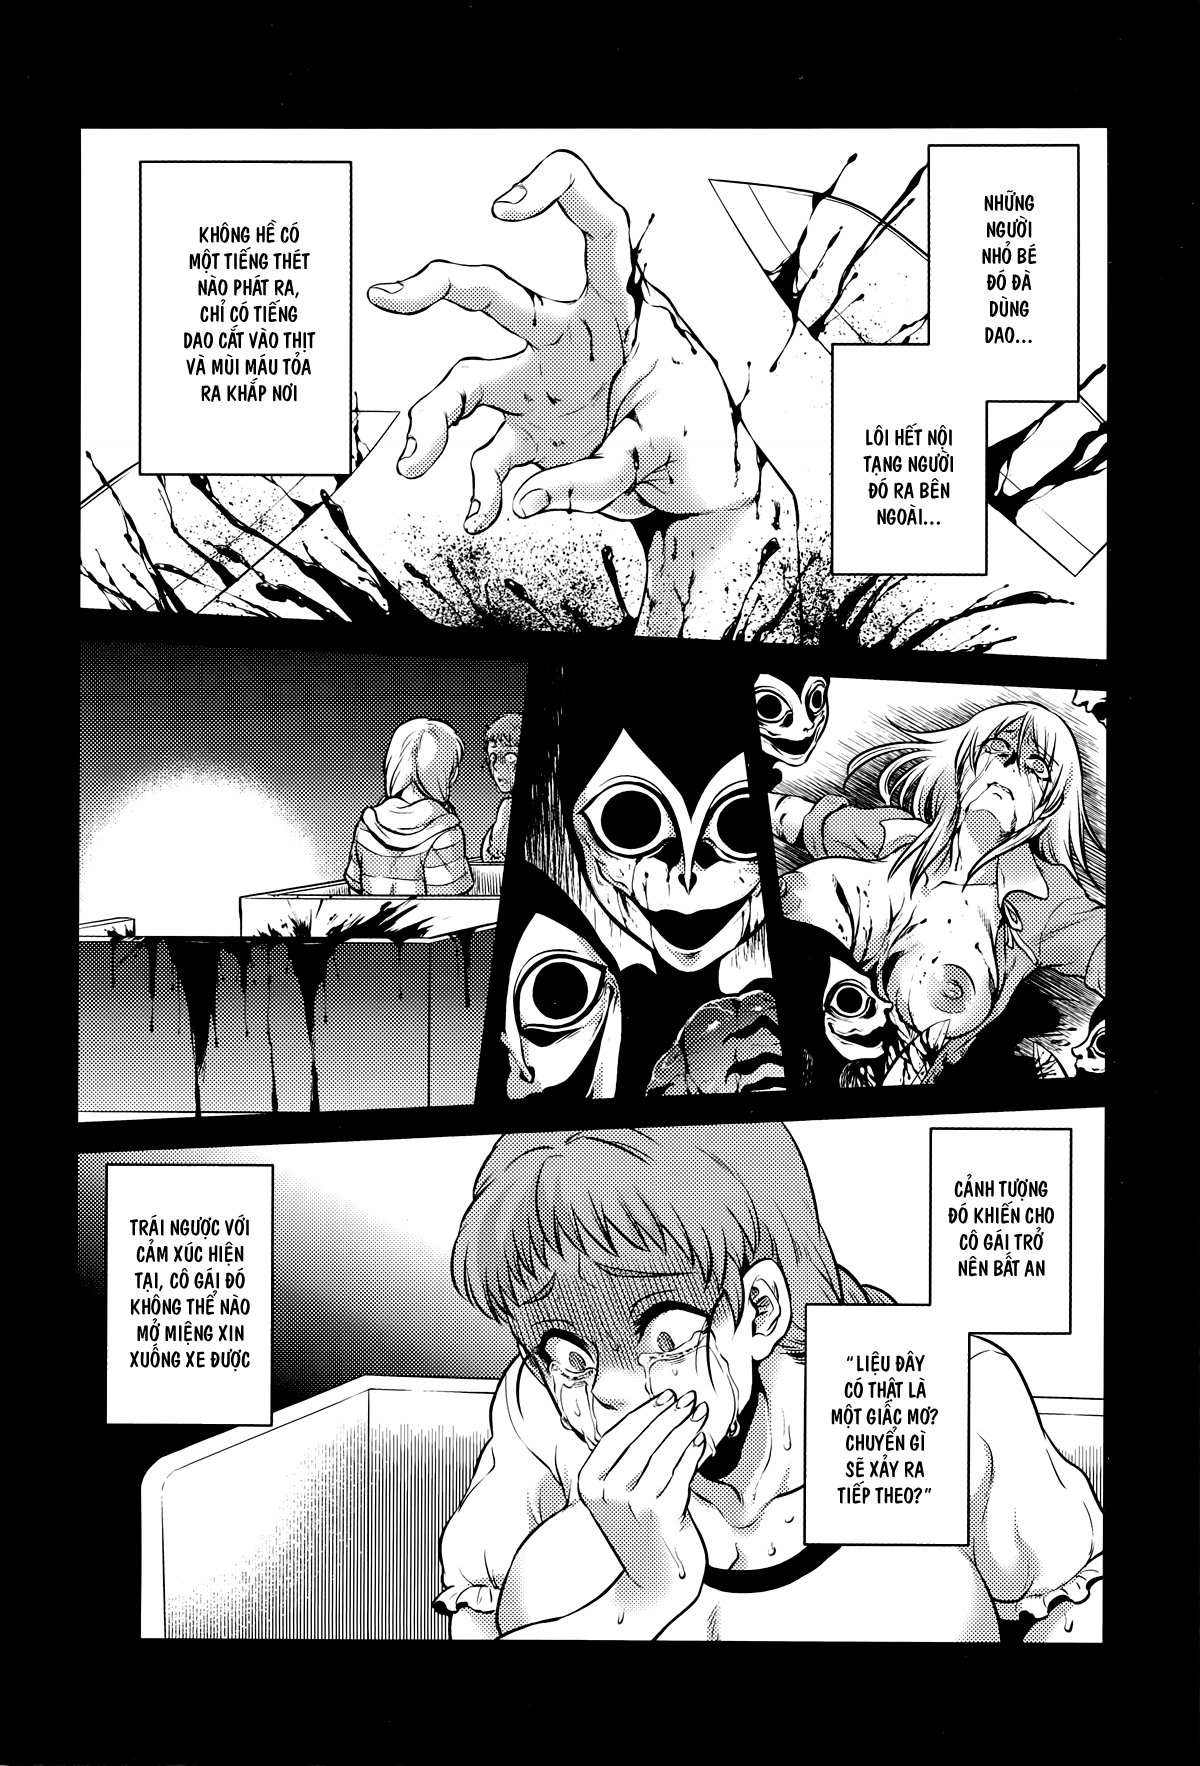 NHỮNG
NGƯỜI
NHỎ BÉ
ĐÓ ĐÃ
DÙNG
DAO...
LÔI HẾT NỘI
TẠNG NGƯỜI
ĐÓ RA BÊN
NGOÀI...
KHÔNG HỀ CÓ
MỘT TIẾNG THÉT
NÀO PHÁT RA,
CHỈ CÓ TIẾNG
DAO CẮT VÀO THỊT
VÀ MÙI MÁU TỎA
RA KHẮP NƠI
CẢNH TƯỢNG
ĐÓ KHIẾN CHO
CÔ GÁI TRỞ
NÊN BẤT AN
"LIỆU ĐÂY
CÓ THẬT LÀ
MỘT GIẤC MƠ?
CHUYỂN GÌ
SẼ XẢY RA
TIẾP THEO?"
TRÁI NGƯỢC VỚI
CẢM XÚC HIỆN
TẠI, CÔ GÁI ĐÓ
KHÔNG THỂ NÀO
MỞ MIỆNG XIN
XUỐNG XE ĐƯỢC